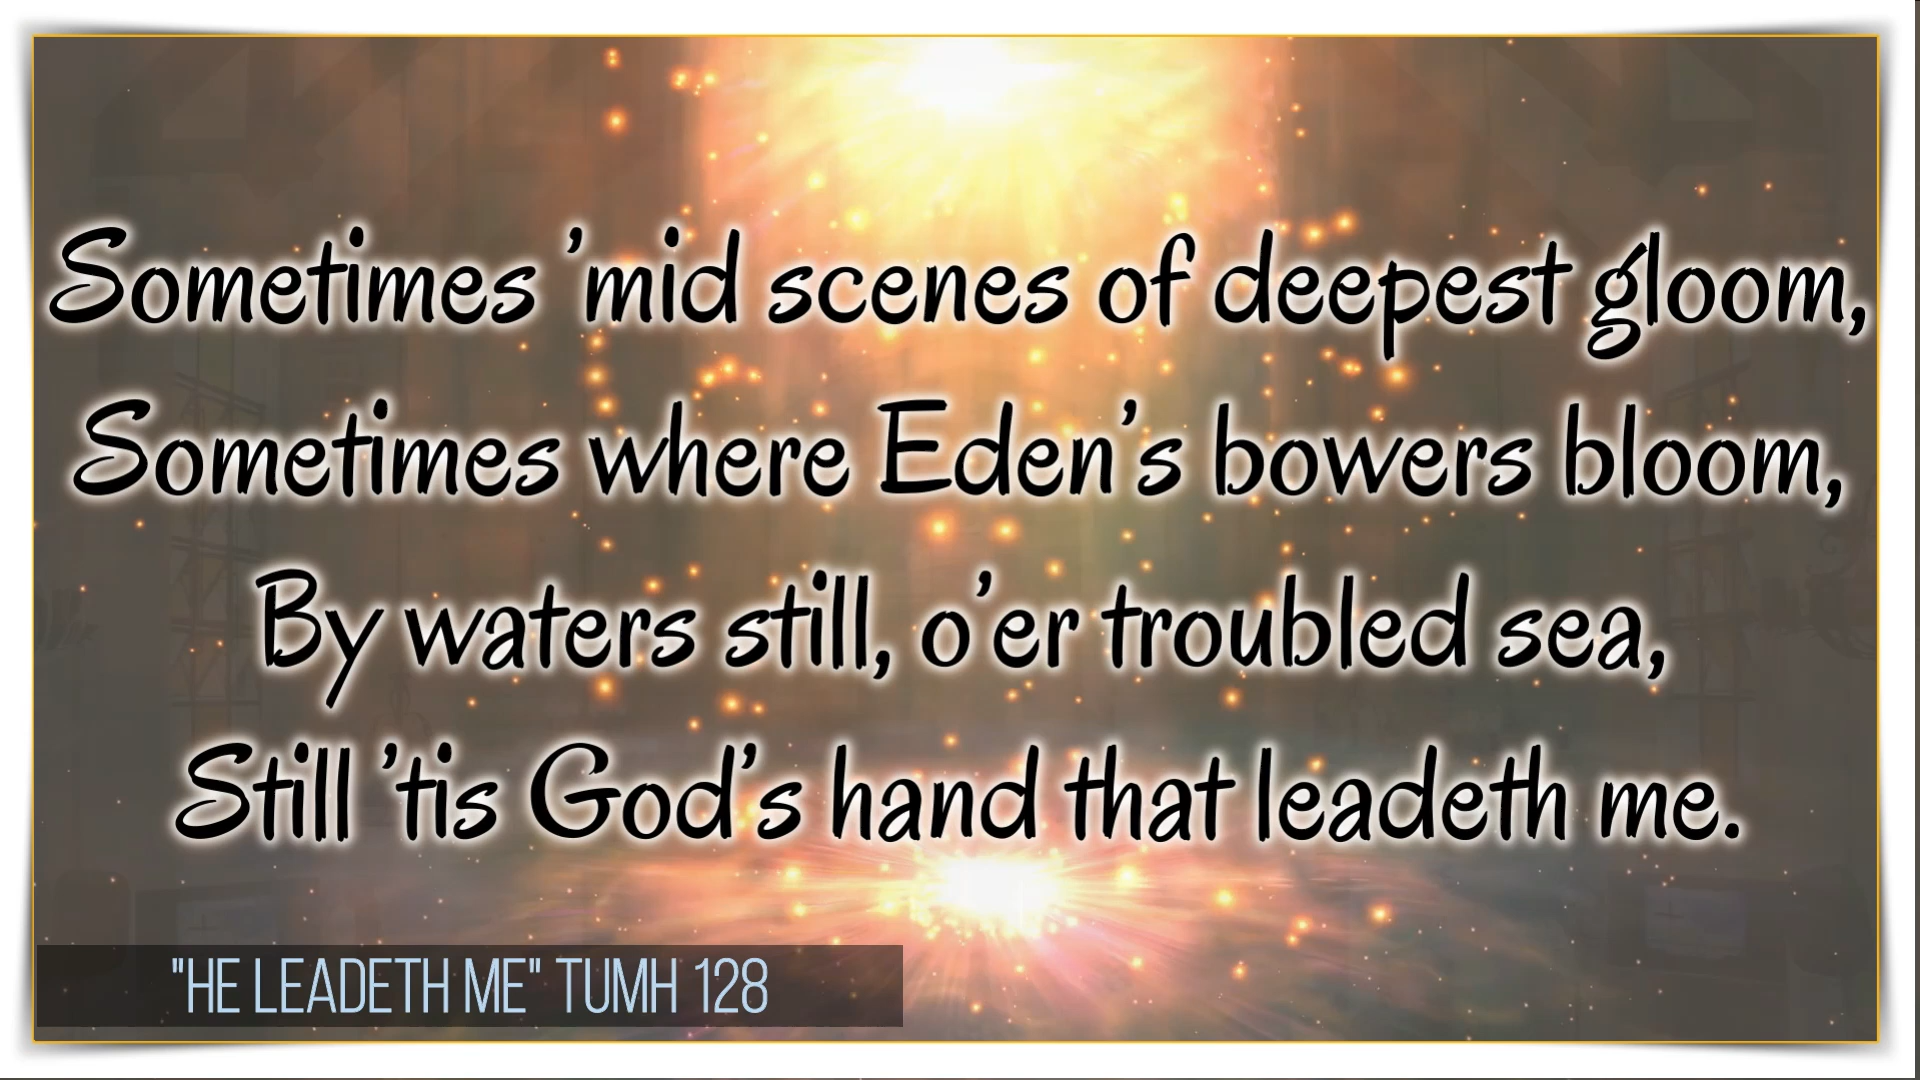 Sometimes ’mid scenes of deepest gloom,
Sometimes where Eden’s bowers bloom,
By waters still, o’er troubled sea,
Still ’tis God’s hand that leadeth me.
"HE LEADETH ME" TUMH 128